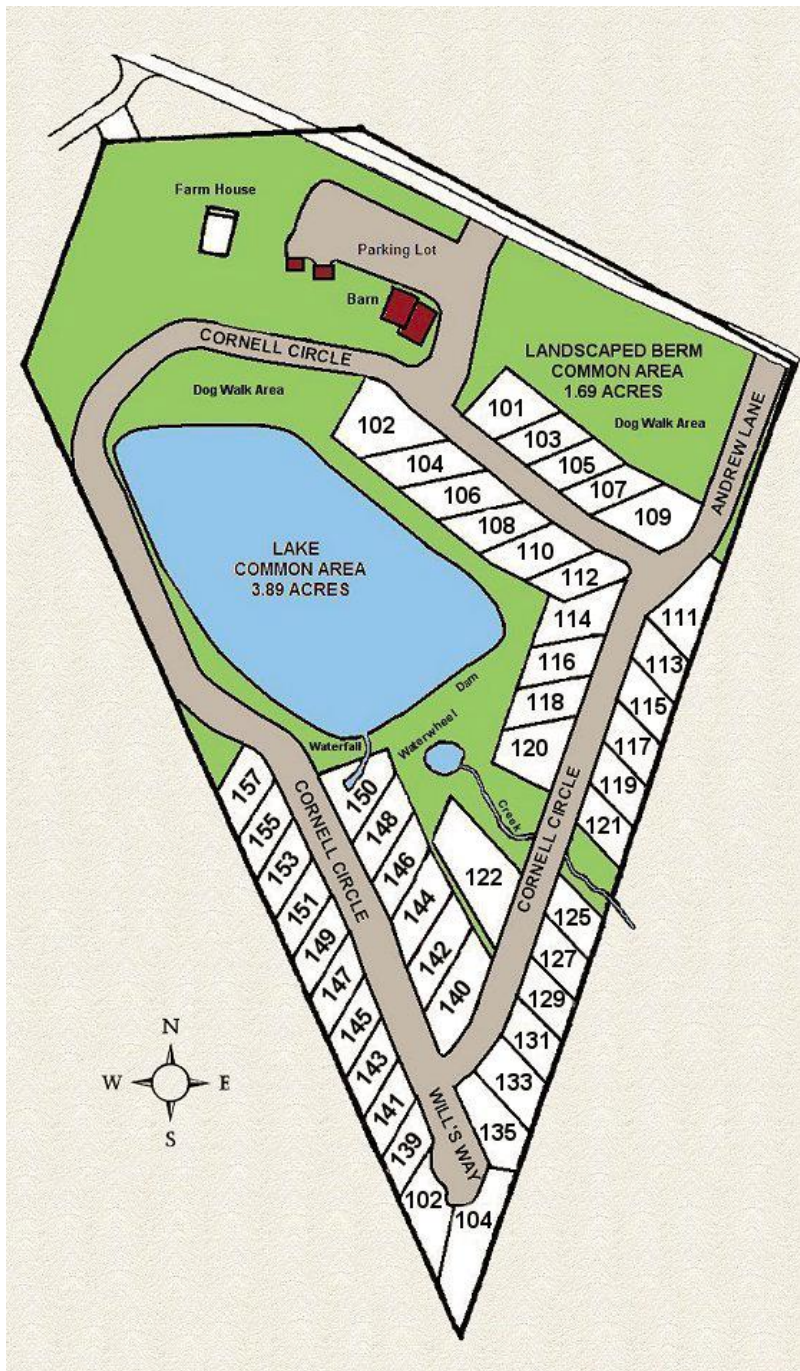 Farm House
Parking Lot
Barn
CORNELL CIRCLE
LANDSCAPED BERM
COMMON AREA
1.69 ACRES
Dog Walk Area
Dog Walk Area
ANDREW LANE
101
102
103
104
105
106
107
108
109
110
112
LAKE
COMMON AREA
3.89 ACRES
114
111
116
113
118
115
120
117
119
121
Dam
Waterwheel
Waterfall
Creek
CORNELL CIRCLE
CORNELL CIRCLE
157
155
153
151
149
147
145
143
141
139
150
148
146
144
142
140
122
125
127
129
131
133
135
WILL'S WAY
102
104
N
W
E
S